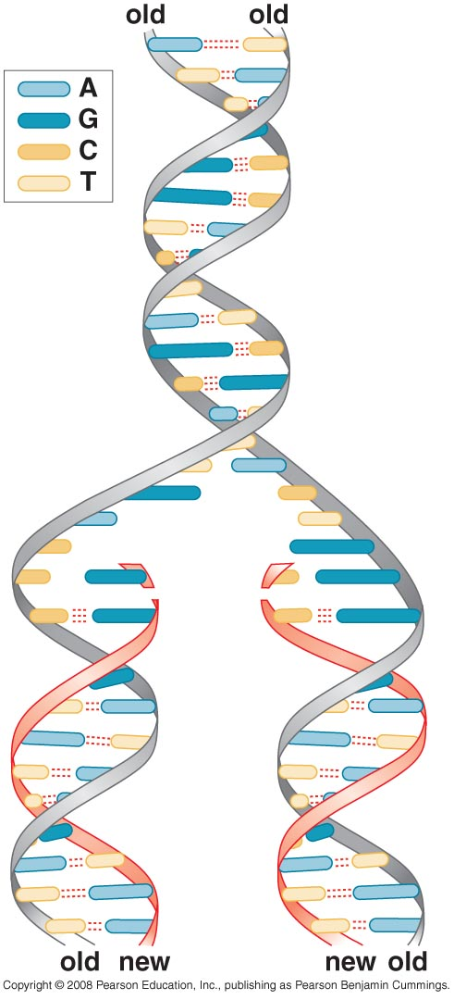 old old
A
G
C
T
old new new old
Copyright © 2008 Pearson Education, Inc., publishing as Pearson Benjamin Cummings.